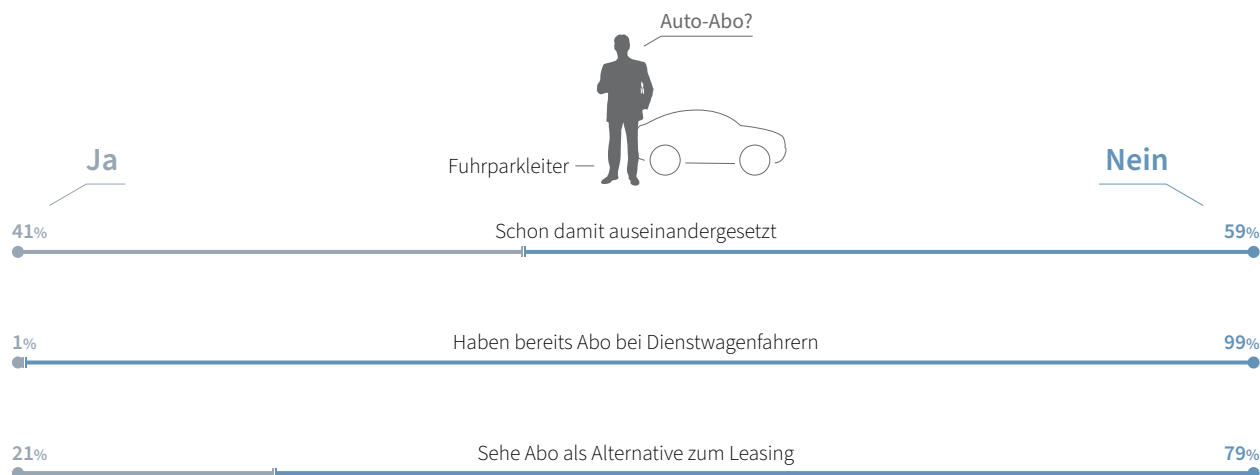 Auto-Abo?
Fuhrparkleiter
Ja
Nein
41%
Schon damit auseinandergesetzt
59%
1%
Haben bereits Abo bei Dienstwagenfahrern
99%
21%
Sehe Abo als Alternative zum Leasing
79%